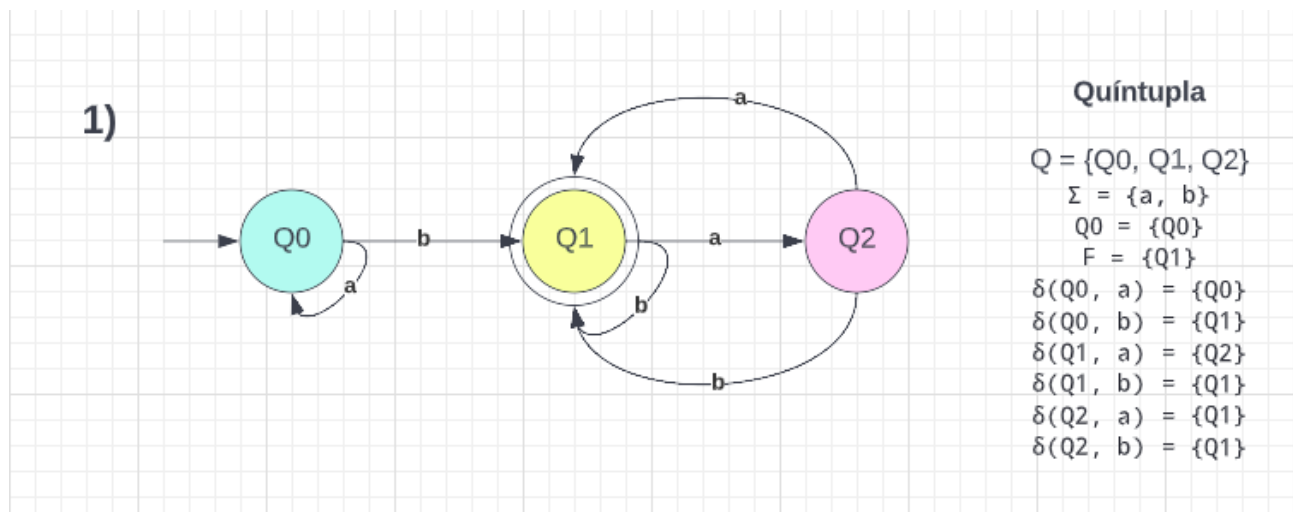 1)
Q0
a
b
Q1
b
a
Q2
a
b
Quíntupla
Q = {Q0, Q1, Q2}
Σ = {a, b}
Q0 = {Q0}
F = {Q1}
δ(Q0, a) = {Q0}
δ(Q0, b) = {Q1}
δ(Q1, a) = {Q2}
δ(Q1, b) = {Q1}
δ(Q2, a) = {Q1}
δ(Q2, b) = {Q1}